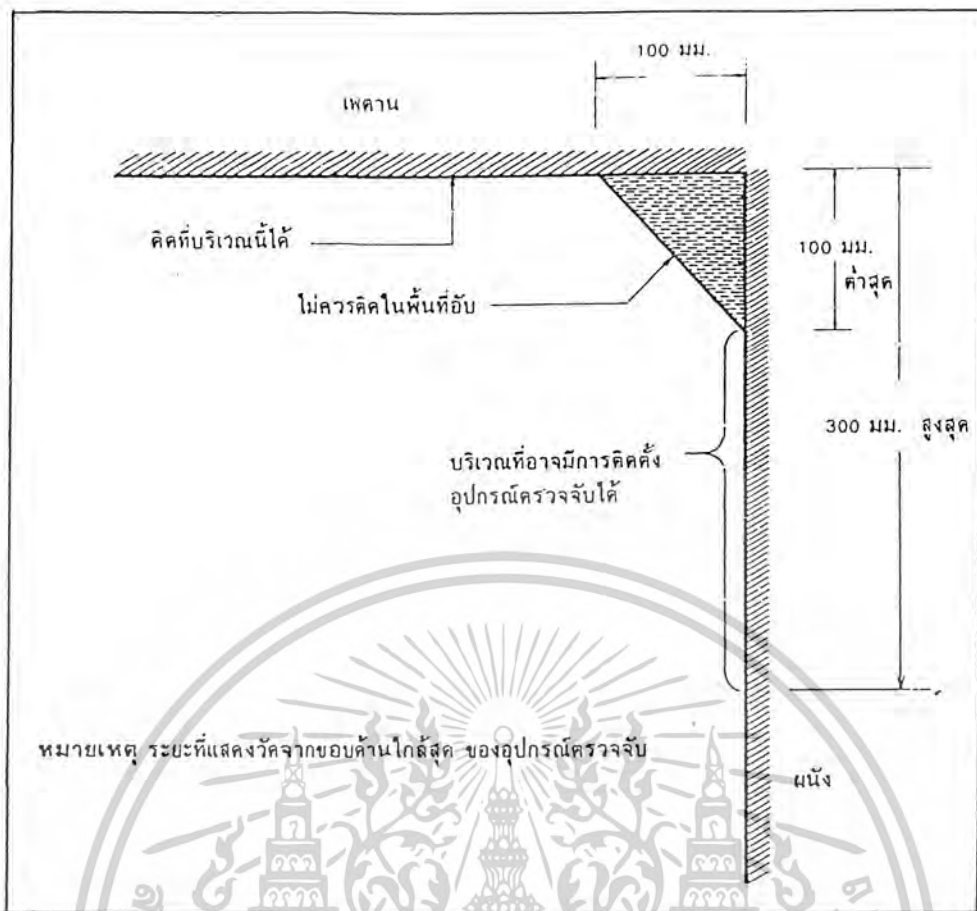 100 มม.
เพดาน
ติดที่บริเวณนี้ได้
100 มม.
ต่ำสุด
ไม่ควรติดในพื้นที่อับ
300 มม. สูงสุด
บริเวณที่อาจมีการติดตั้ง
อุปกรณ์ตรวจจับได้
หมายเหตุ ระยะที่แสดงวัดจากขอบด้านใกล้สุด ของอุปกรณ์ตรวจจับ
ผนัง